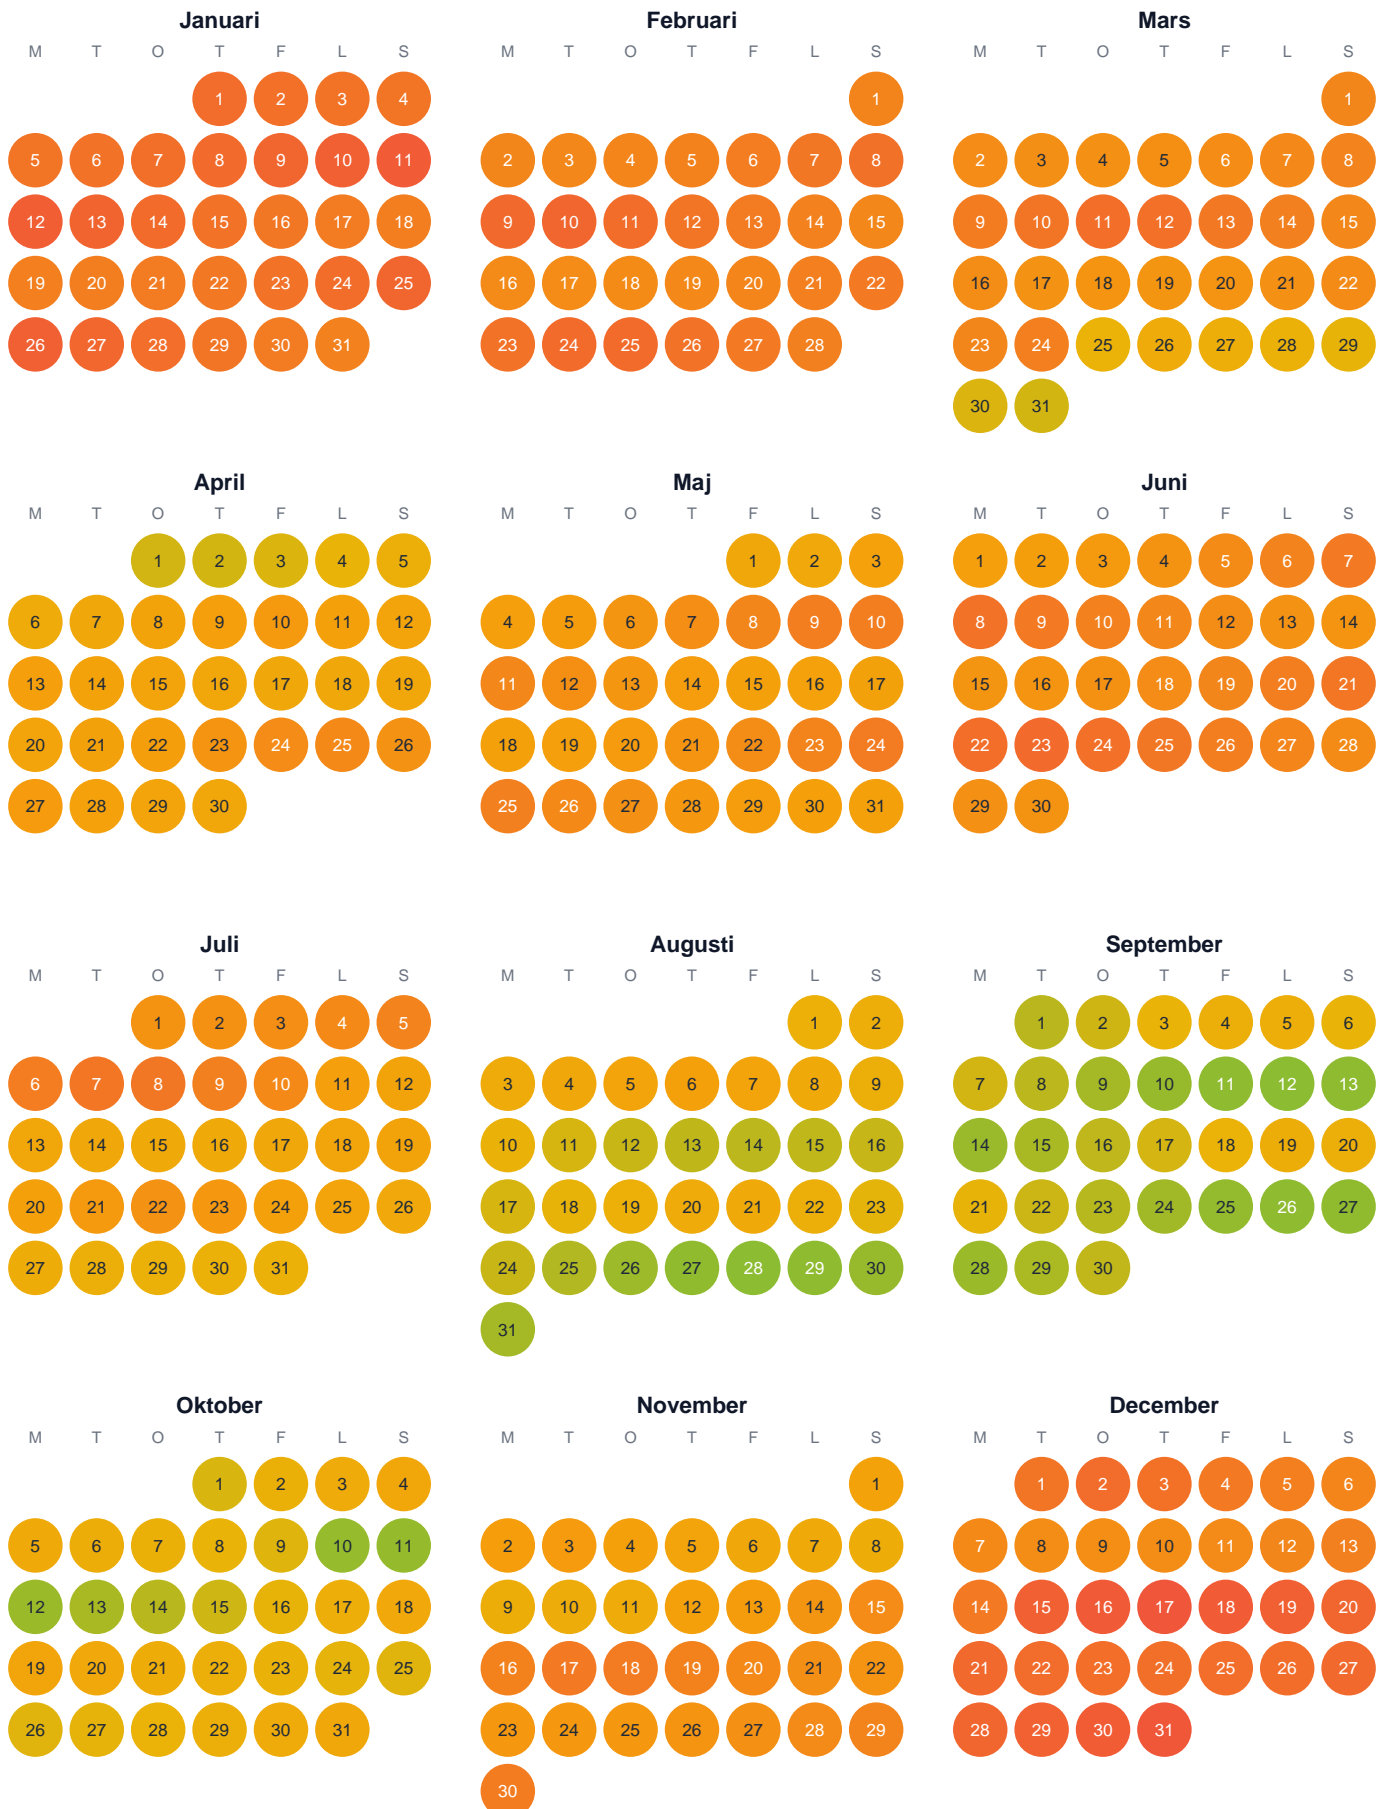 Januari Februari Mars
M T O T F L S M T O T F L S M T O T F L S
1 2 3 4 1 1
5 6 7 8 9 10 11 2 3 4 5 6 7 8 2 3 4 5 6 7 8
12 13 14 15 16 17 18 9 10 11 12 13 14 15 9 10 11 12 13 14 15
19 20 21 22 23 24 25 16 17 18 19 20 21 22 16 17 18 19 20 21 22
26 27 28 29 30 31 23 24 25 26 27 28 23 24 25 26 27 28 29
30 31
April Maj Juni
M T O T F L S M T O T F L S M T O T F L S
1 2 3 4 5 1 2 3 1 2 3 4 5 6 7
6 7 8 9 10 11 12 4 5 6 7 8 9 10 8 9 10 11 12 13 14
13 14 15 16 17 18 19 11 12 13 14 15 16 17 15 16 17 18 19 20 21
20 21 22 23 24 25 26 18 19 20 21 22 23 24 22 23 24 25 26 27 28
27 28 29 30 25 26 27 28 29 30 31 29 30
Juli Augusti September
M T O T F L S M T O T F L S M T O T F L S
1 2 3 4 5 1 2 1 2 3 4 5 6
6 7 8 9 10 11 12 3 4 5 6 7 8 9 7 8 9 10 11 12 13
13 14 15 16 17 18 19 10 11 12 13 14 15 16 14 15 16 17 18 19 20
20 21 22 23 24 25 26 17 18 19 20 21 22 23 21 22 23 24 25 26 27
27 28 29 30 31 24 25 26 27 28 29 30 28 29 30
31
Oktober November December
M T O T F L S M T O T F L S M T O T F L S
1 2 3 4 1 1 2 3 4 5 6
5 6 7 8 9 10 11 2 3 4 5 6 7 8 7 8 9 10 11 12 13
12 13 14 15 16 17 18 9 10 11 12 13 14 15 14 15 16 17 18 19 20
19 20 21 22 23 24 25 16 17 18 19 20 21 22 21 22 23 24 25 26 27
26 27 28 29 30 31 23 24 25 26 27 28 29 28 29 30 31
30